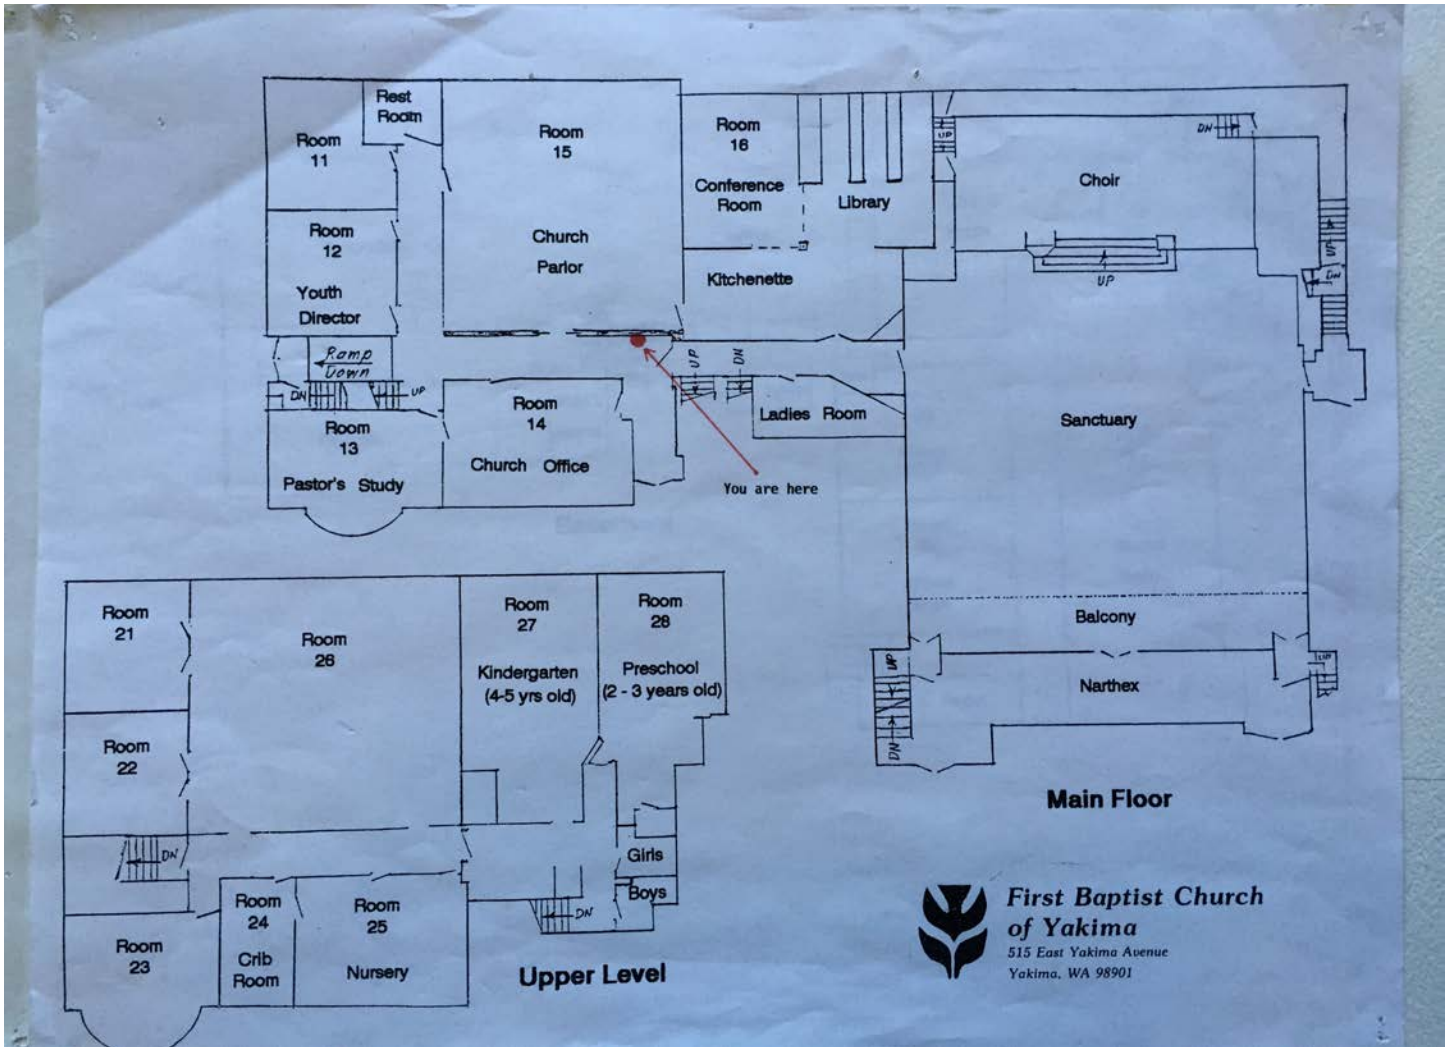 Rest
Room
Room
11
Room
15
Church
Parlor
Room
16
Conference
Room
Library
UP
Choir
DN
Room
12
Youth
Director
Kitchenette
UP
UP
DN
Ramp
Down
DN
UP
UP
DN
Room
13
Pastor's Study
Room
14
Church Office
Ladies Room
Sanctuary
You are here
Balcony
Narthex
UP
UP
DN
Main Floor
Room
21
Room
26
Room
27
Kindergarten
(4-5 yrs old)
Room
28
Preschool
(2 - 3 years old)
Room
22
DN
Girls
Boys
DN
Room
23
Room
24
Crib
Room
Room
25
Nursery
Upper Level
First Baptist Church
of Yakima
515 East Yakima Avenue
Yakima, WA 98901